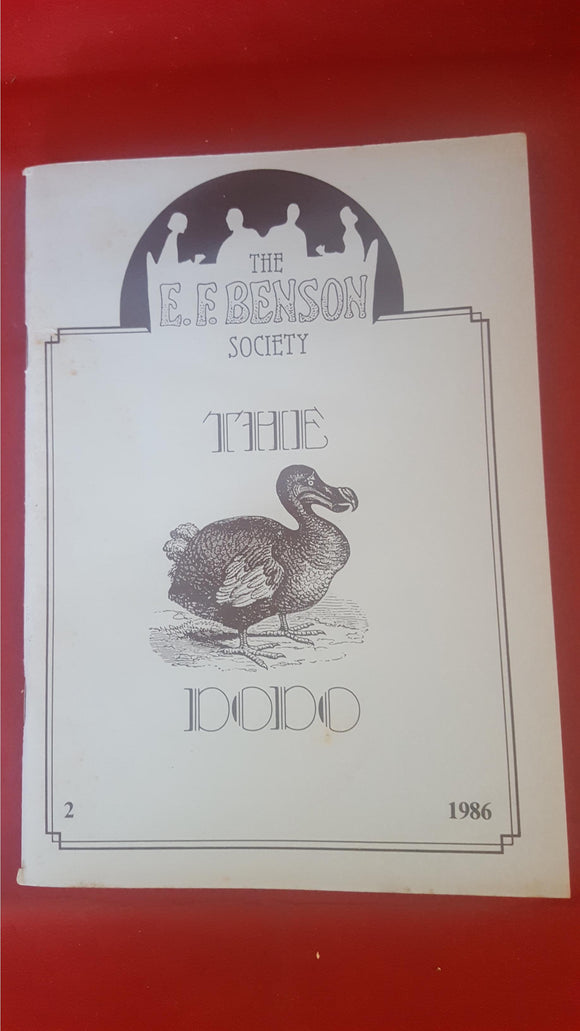 THE
E. F. BENSON
SOCIETY
THE
DODO
2 1986